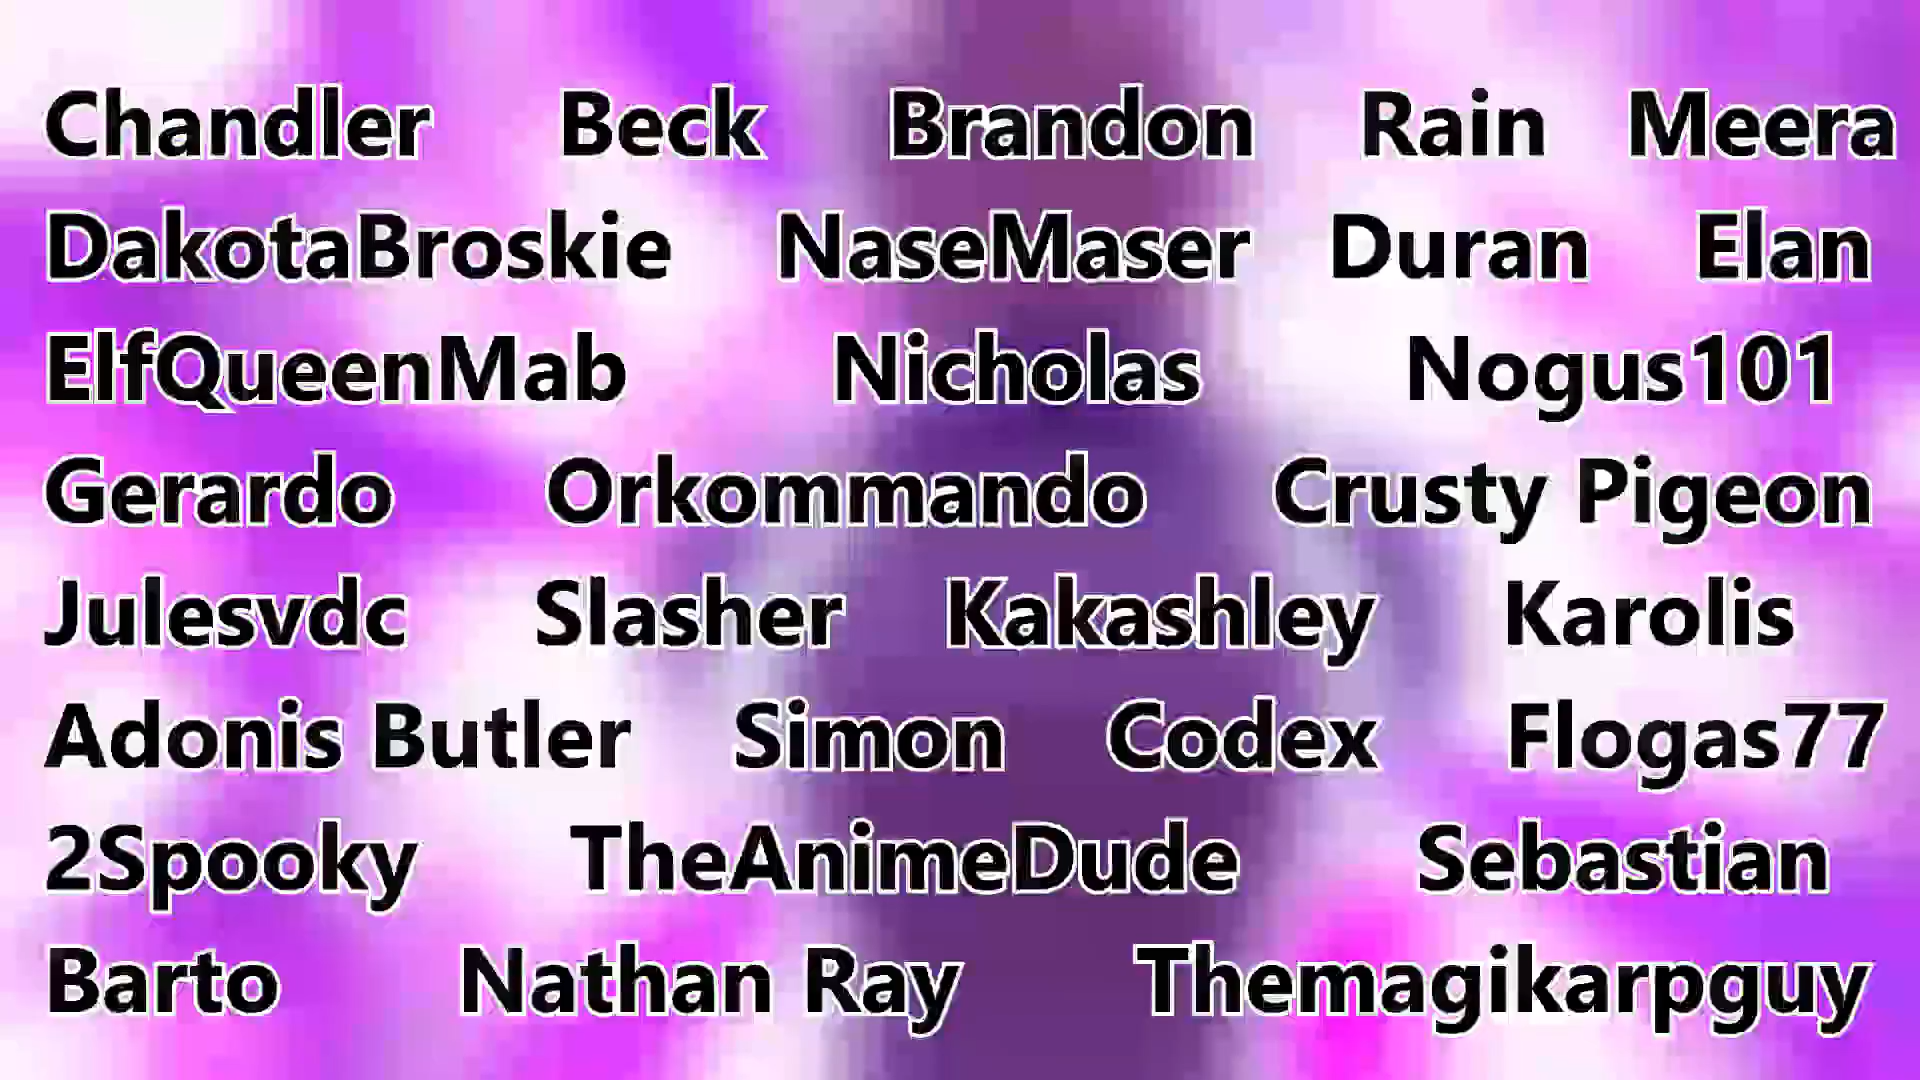 Chandler Beck Brandon Rain Meera
DakotaBroskie NaseMaser Duran Elan
ElfQueenMab Nicholas Nogus101
Gerardo Orkommando Crusty Pigeon
Julesvdc Slasher Kakashley Karolis
Adonis Butler Simon Codex Flogas77
2Spooky TheAnimeDude Sebastian
Barto Nathan Ray Themagikarpguy